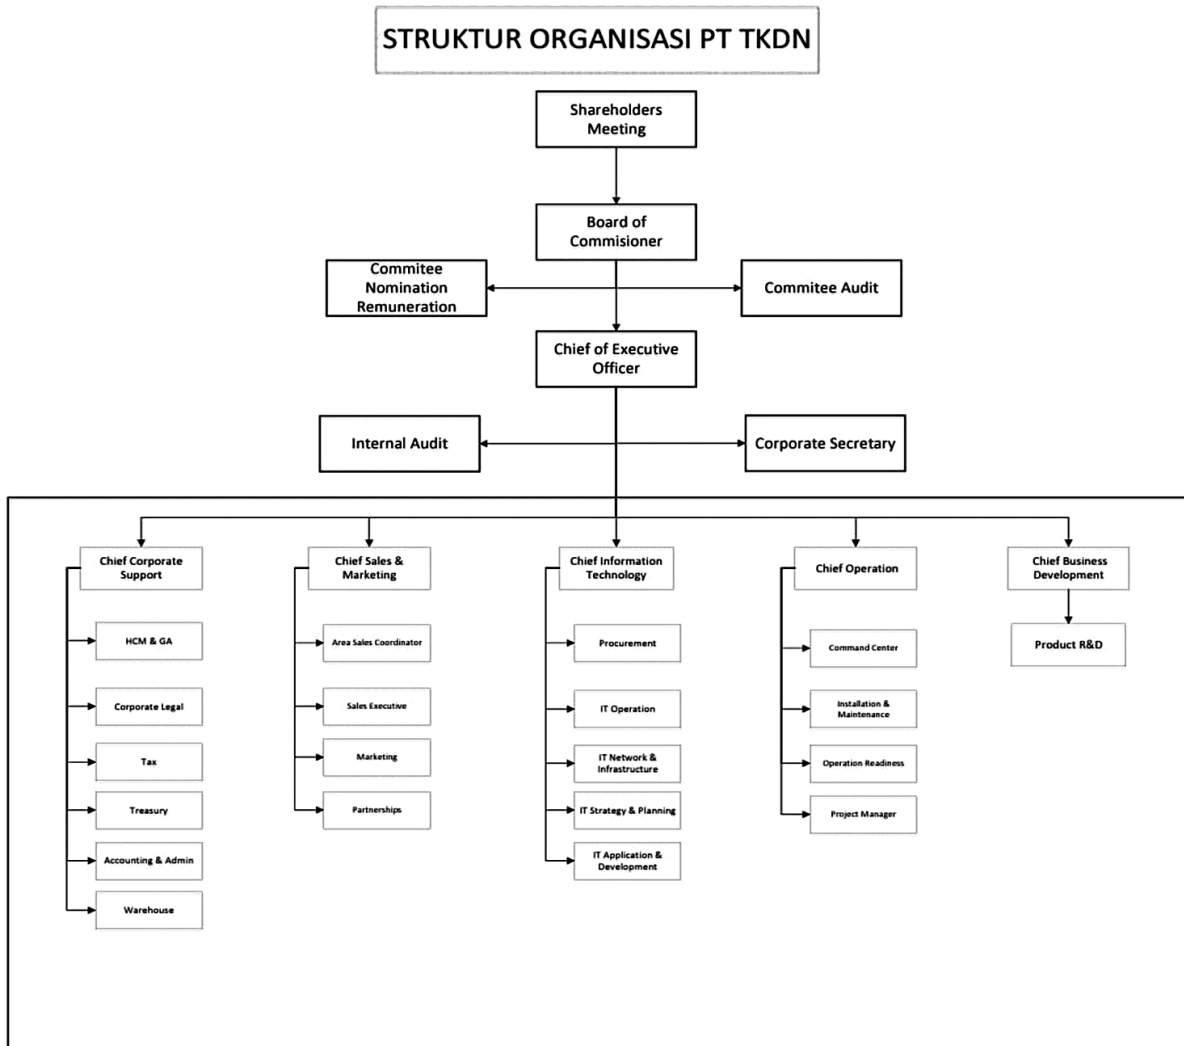 STRUKTUR ORGANISASI PT TKDN
Shareholders
Meeting
Board of
Commisioner
Commitee
Nomination
Remuneration
Commitee Audit
Chief of Executive
Officer
Internal Audit
Corporate Secretary
Chief Corporate
Support
HCM & GA
Corporate Legal
Tax
Treasury
Accounting & Admin
Warehouse
Chief Sales &
Marketing
Area Sales Coordinator
Sales Executive
Marketing
Partnerships
Chief Information
Technology
Procurement
IT Operation
IT Network &
Infrastructure
IT Strategy & Planning
IT Application &
Development
Chief Operation
Command Center
Installation &
Maintenance
Operation Readiness
Project Manager
Chief Business
Development
Product R&D